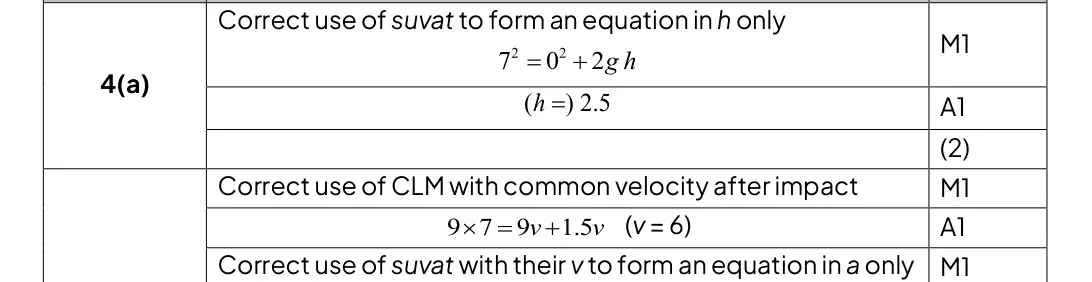 Correct use of suvat to form an equation in h only
M1
7² = 0² + 2g h
4(a)
(h =) 2.5
A1
(2)
Correct use of CLM with common velocity after impact
M1
9×7 = 9v+1.5v (v = 6)
A1
Correct use of suvat with their v to form an equation in a only
M1